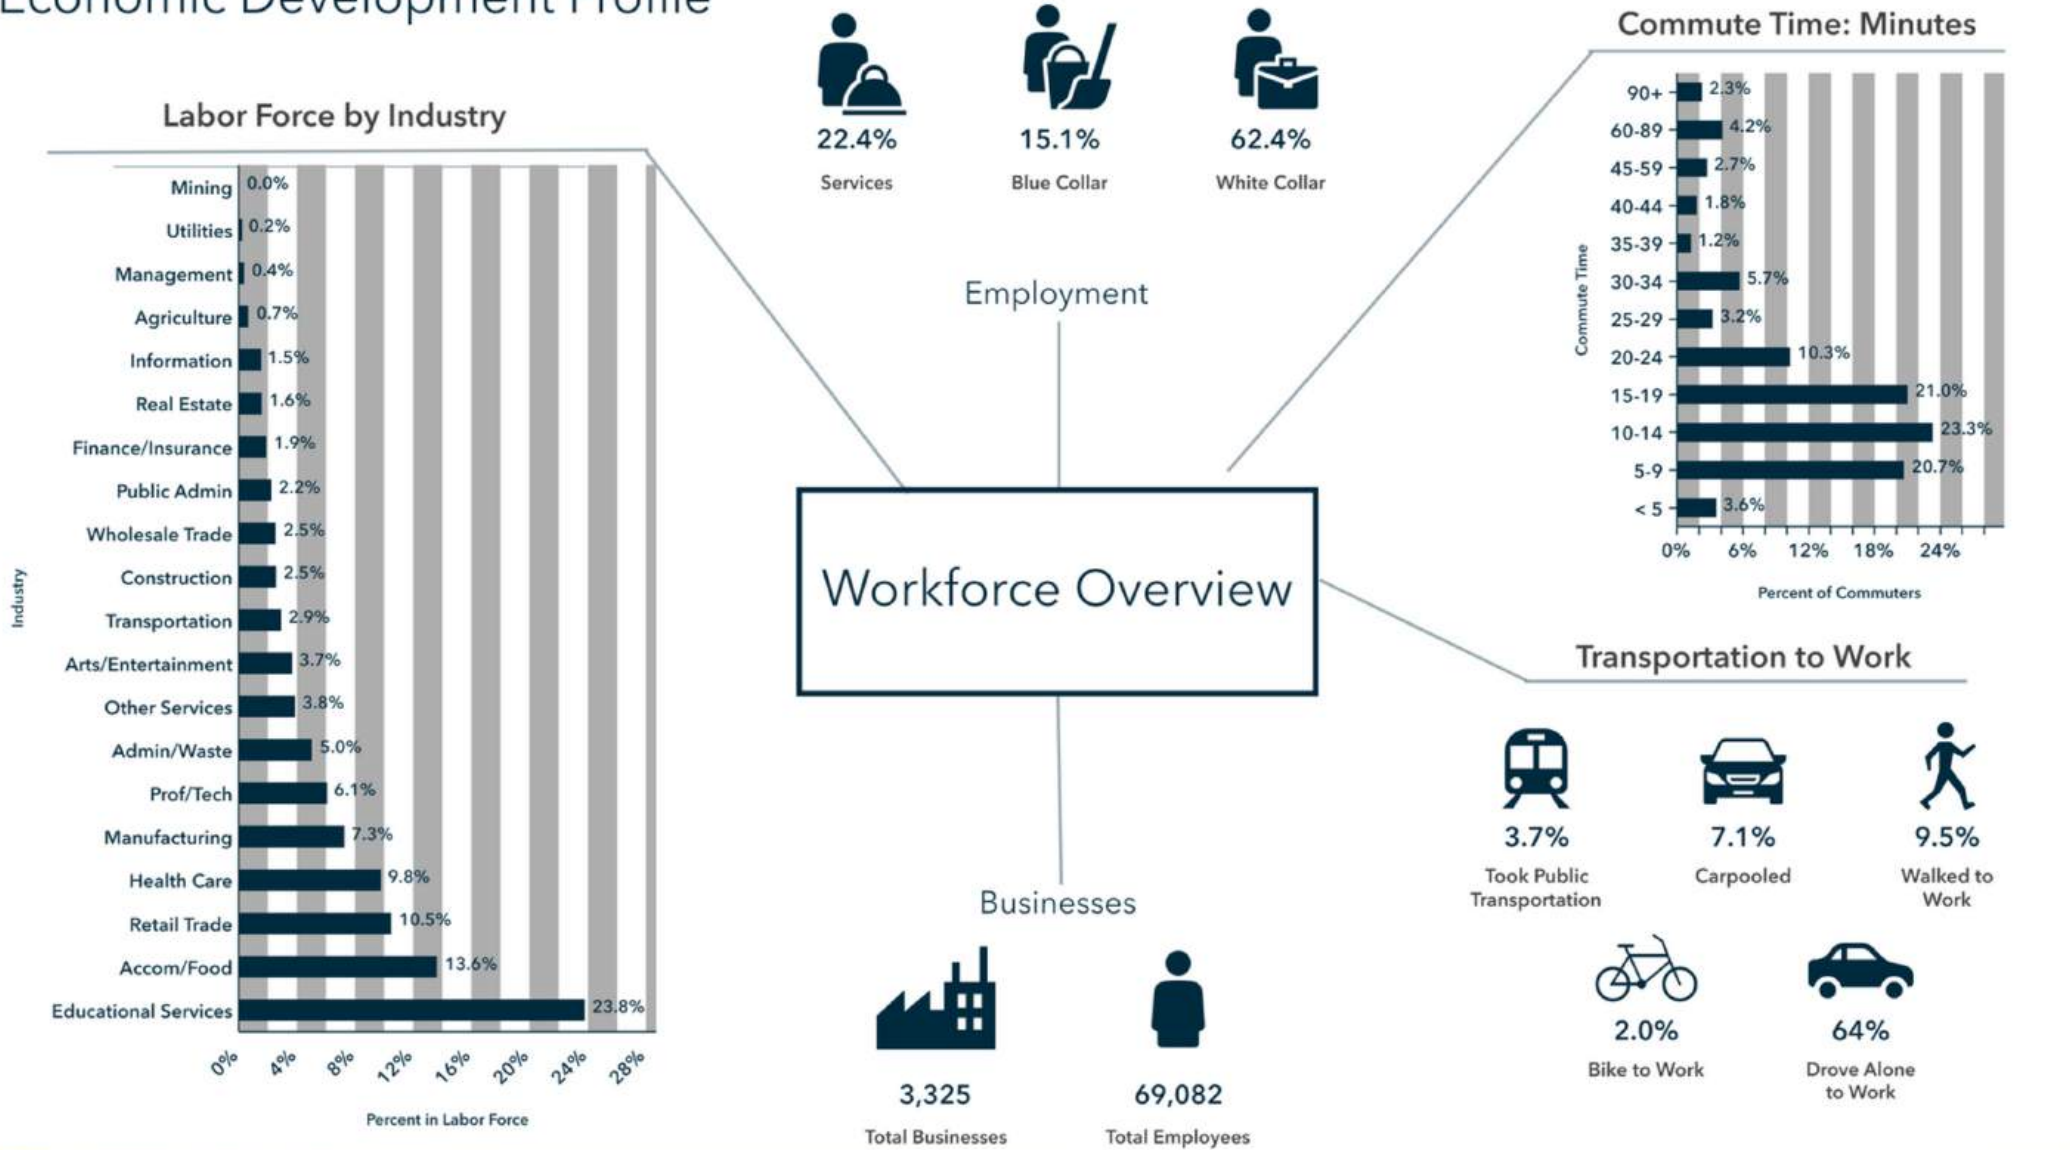 Economic Development Profile
Labor Force by Industry
Industry
Mining 0.0%
Utilities 0.2%
Management 0.4%
Agriculture 0.7%
Information 1.5%
Real Estate 1.6%
Finance/Insurance 1.9%
Public Admin 2.2%
Wholesale Trade 2.5%
Construction 2.5%
Transportation 2.9%
Arts/Entertainment 3.7%
Other Services 3.8%
Admin/Waste 5.0%
Prof/Tech 6.1%
Manufacturing 7.3%
Health Care 9.8%
Retail Trade 10.5%
Accom/Food 13.6%
Educational Services 23.8%
0% 4% 8% 12% 16% 20% 24% 28%
Percent in Labor Force
22.4% 15.1% 62.4%
Services Blue Collar White Collar
Employment
Workforce Overview
Businesses
3,325 69,082
Total Businesses Total Employees
Commute Time: Minutes
Commute Time
90+ 2.3%
60-89 4.2%
45-59 2.7%
40-44 1.8%
35-39 1.2%
30-34 5.7%
25-29 3.2%
20-24 10.3%
15-19 21.0%
10-14 23.3%
5-9 20.7%
< 5 3.6%
0% 6% 12% 18% 24%
Percent of Commuters
Transportation to Work
3.7% 7.1% 9.5%
Took Public Carpooled Walked to
Transportation Work
2.0% 64%
Bike to Work Drove Alone
to Work